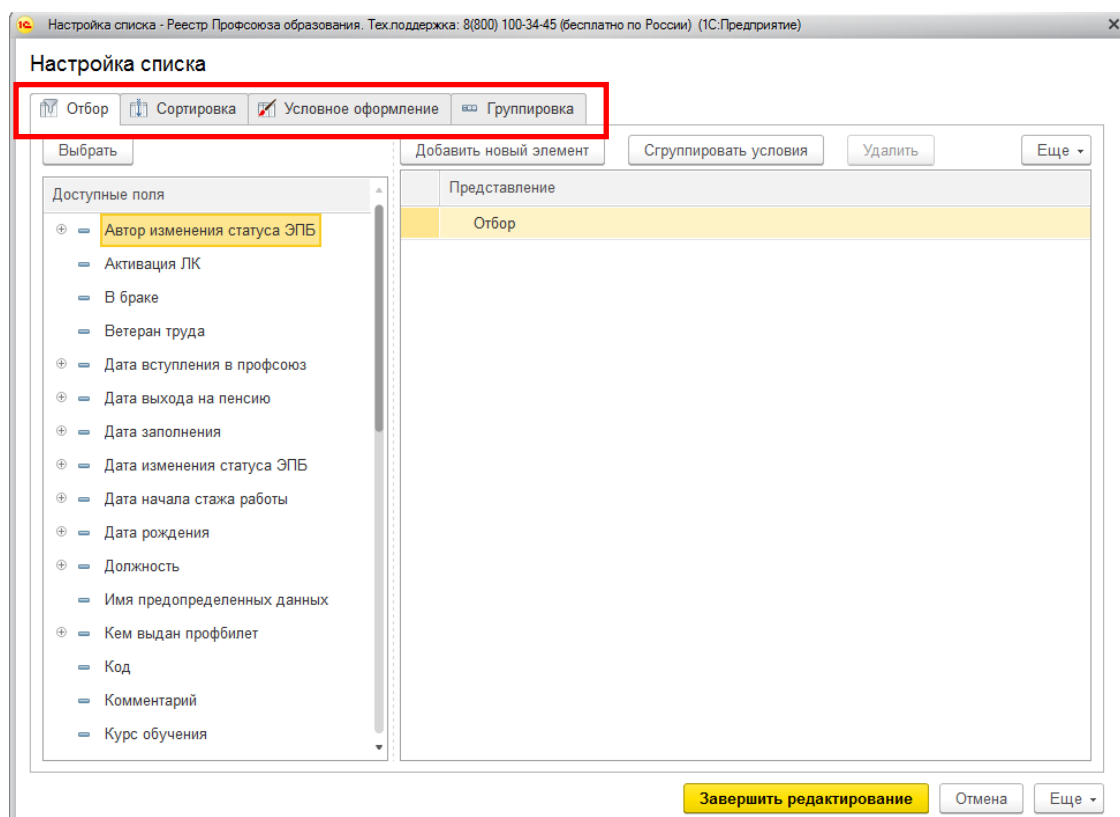 Настройка списка - Реестр Профсоюза образования. Тех.поддержка: 8(800) 100-34-45 (бесплатно по России) (1С:Предприятие)
Настройка списка
Отбор Сортировка Условное оформление Группировка
Выбрать Добавить новый элемент Сгруппировать условия Удалить Еще
Доступные поля
Представление
Отбор
Автор изменения статуса ЭПБ
Активация ЛК
В браке
Ветеран труда
Дата вступления в профсоюз
Дата выхода на пенсию
Дата заполнения
Дата изменения статуса ЭПБ
Дата начала стажа работы
Дата рождения
Должность
Имя предопределенных данных
Кем выдан профбилет
Код
Комментарий
Курс обучения
Завершить редактирование Отмена Еще